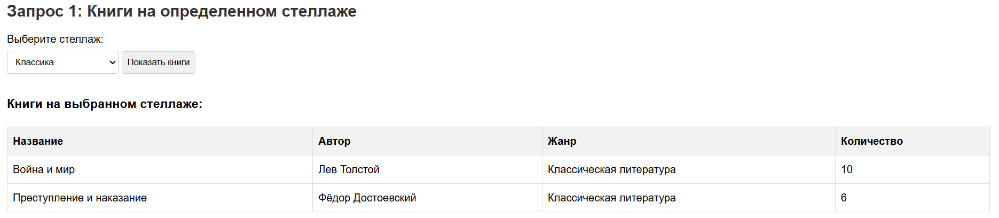 Запрос 1: Книги на определенном стеллаже
Выберите стеллаж:
Классика Показать книги
Книги на выбранном стеллаже:
Название Автор Жанр Количество
Война и мир Лев Толстой Классическая литература 10
Преступление и наказание Фёдор Достоевский Классическая литература 6